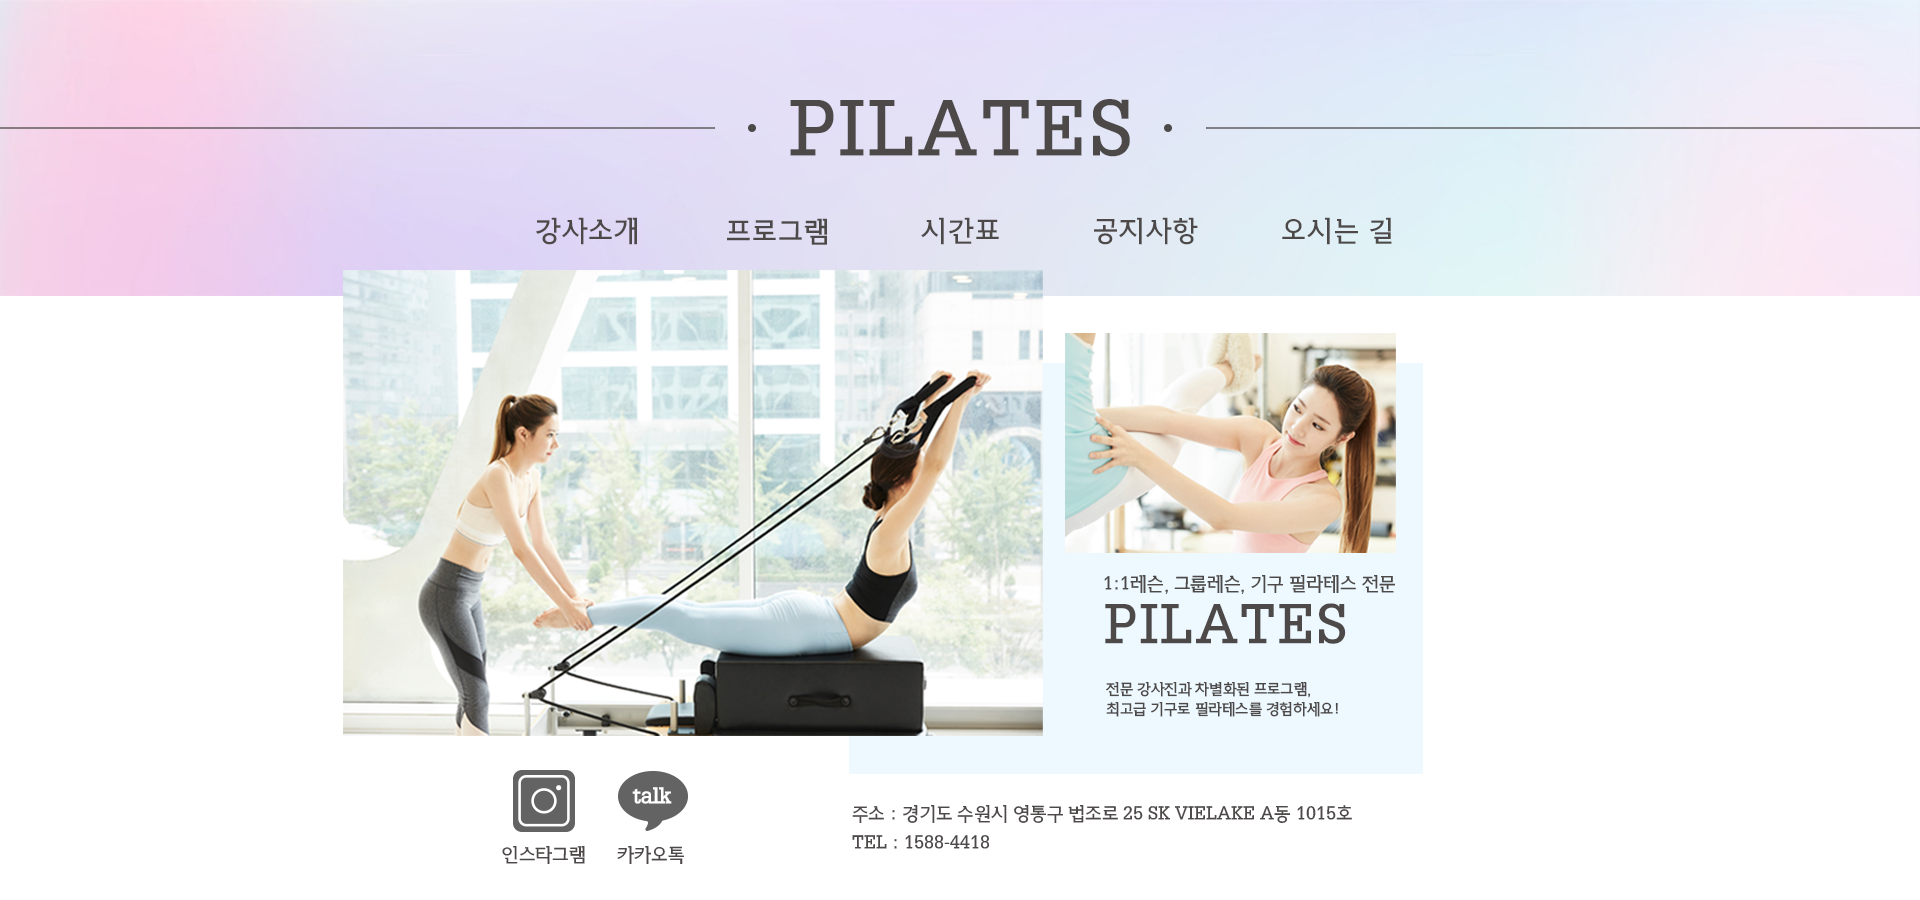 PILATES
강사소개 프로그램 시간표 공지사항 오시는 길
1:1레슨, 그룹레슨, 기구 필라테스 전문
PILATES
전문 강사진과 차별화된 프로그램,
최고급 기구로 필라테스를 경험하세요!
talk
인스타그램 카카오톡
주소 : 경기도 수원시 영통구 법조로 25 SK VIELAKE A동 1015호
TEL : 1588-4418